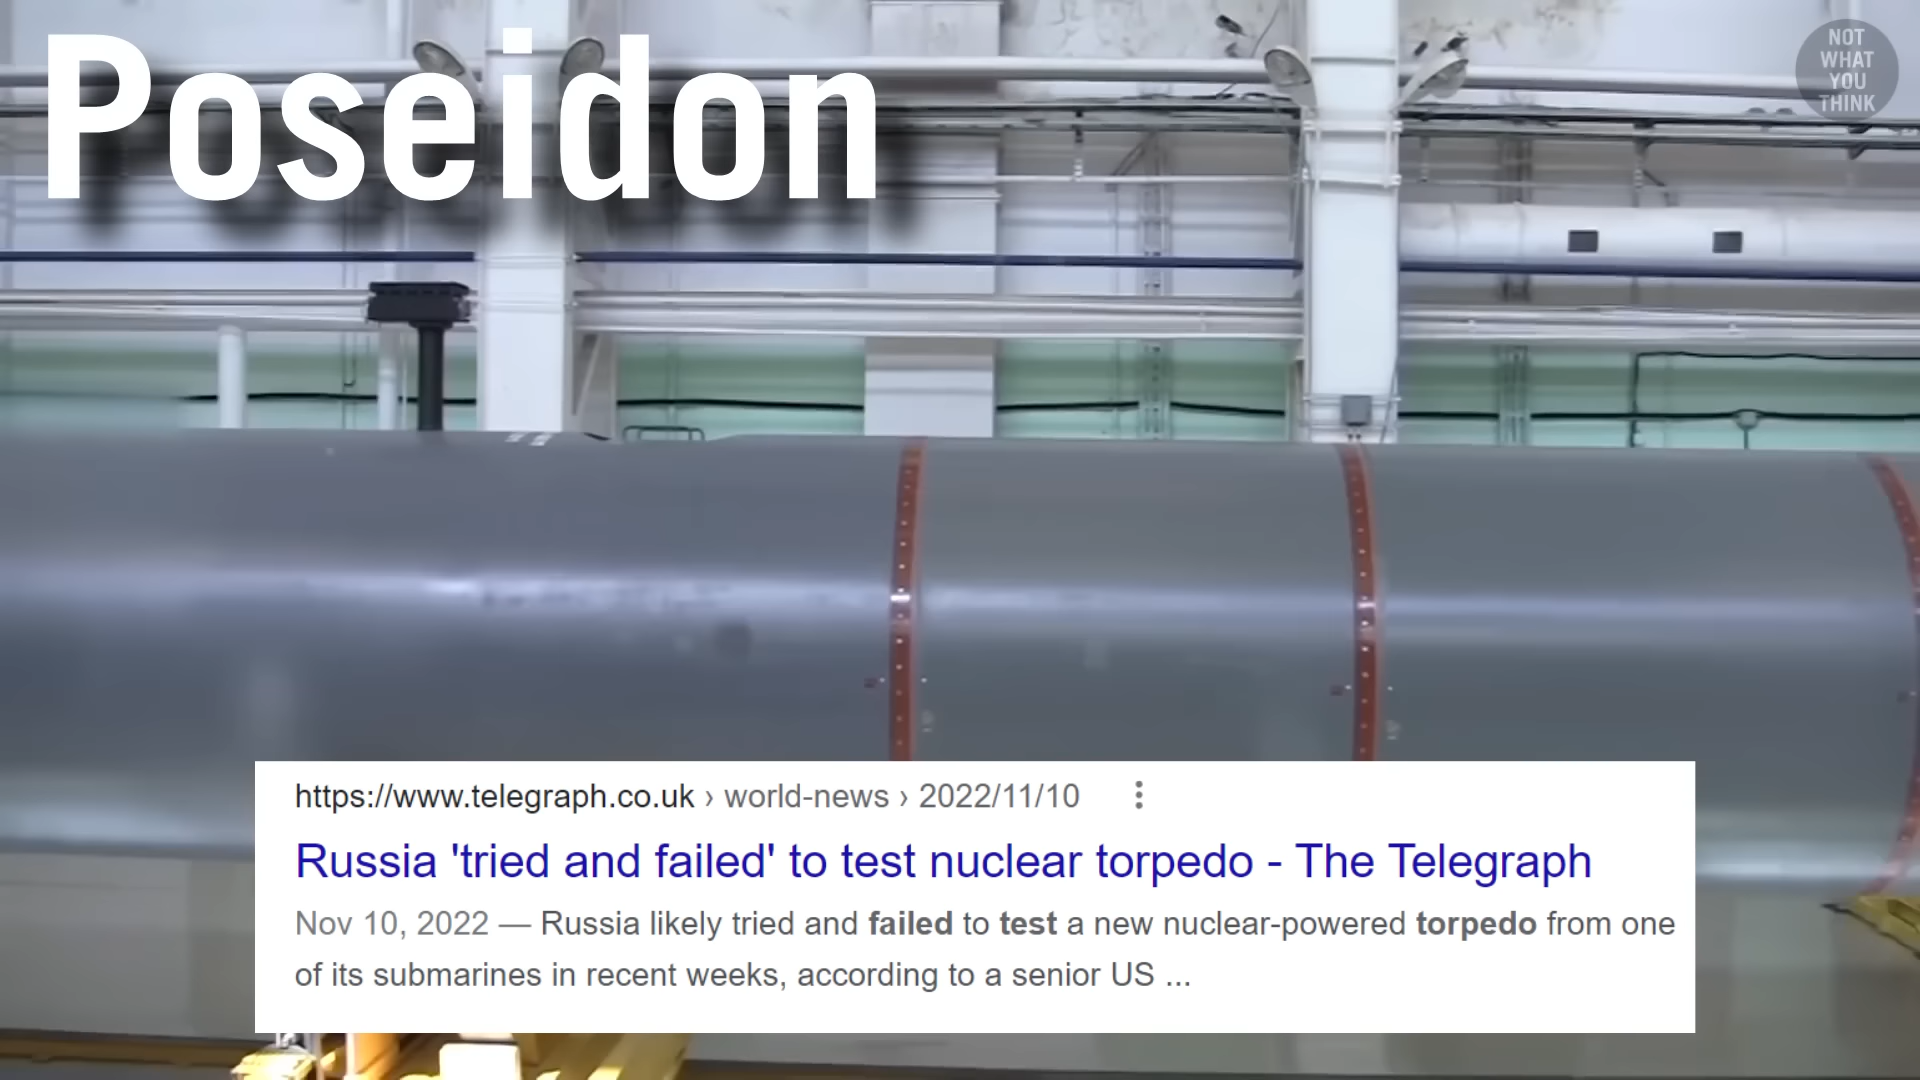 Poseidon
NOT
WHAT
YOU
THINK
https://www.telegraph.co.uk › world-news › 2022/11/10
Russia 'tried and failed' to test nuclear torpedo - The Telegraph
Nov 10, 2022 — Russia likely tried and failed to test a new nuclear-powered torpedo from one
of its submarines in recent weeks, according to a senior US ...